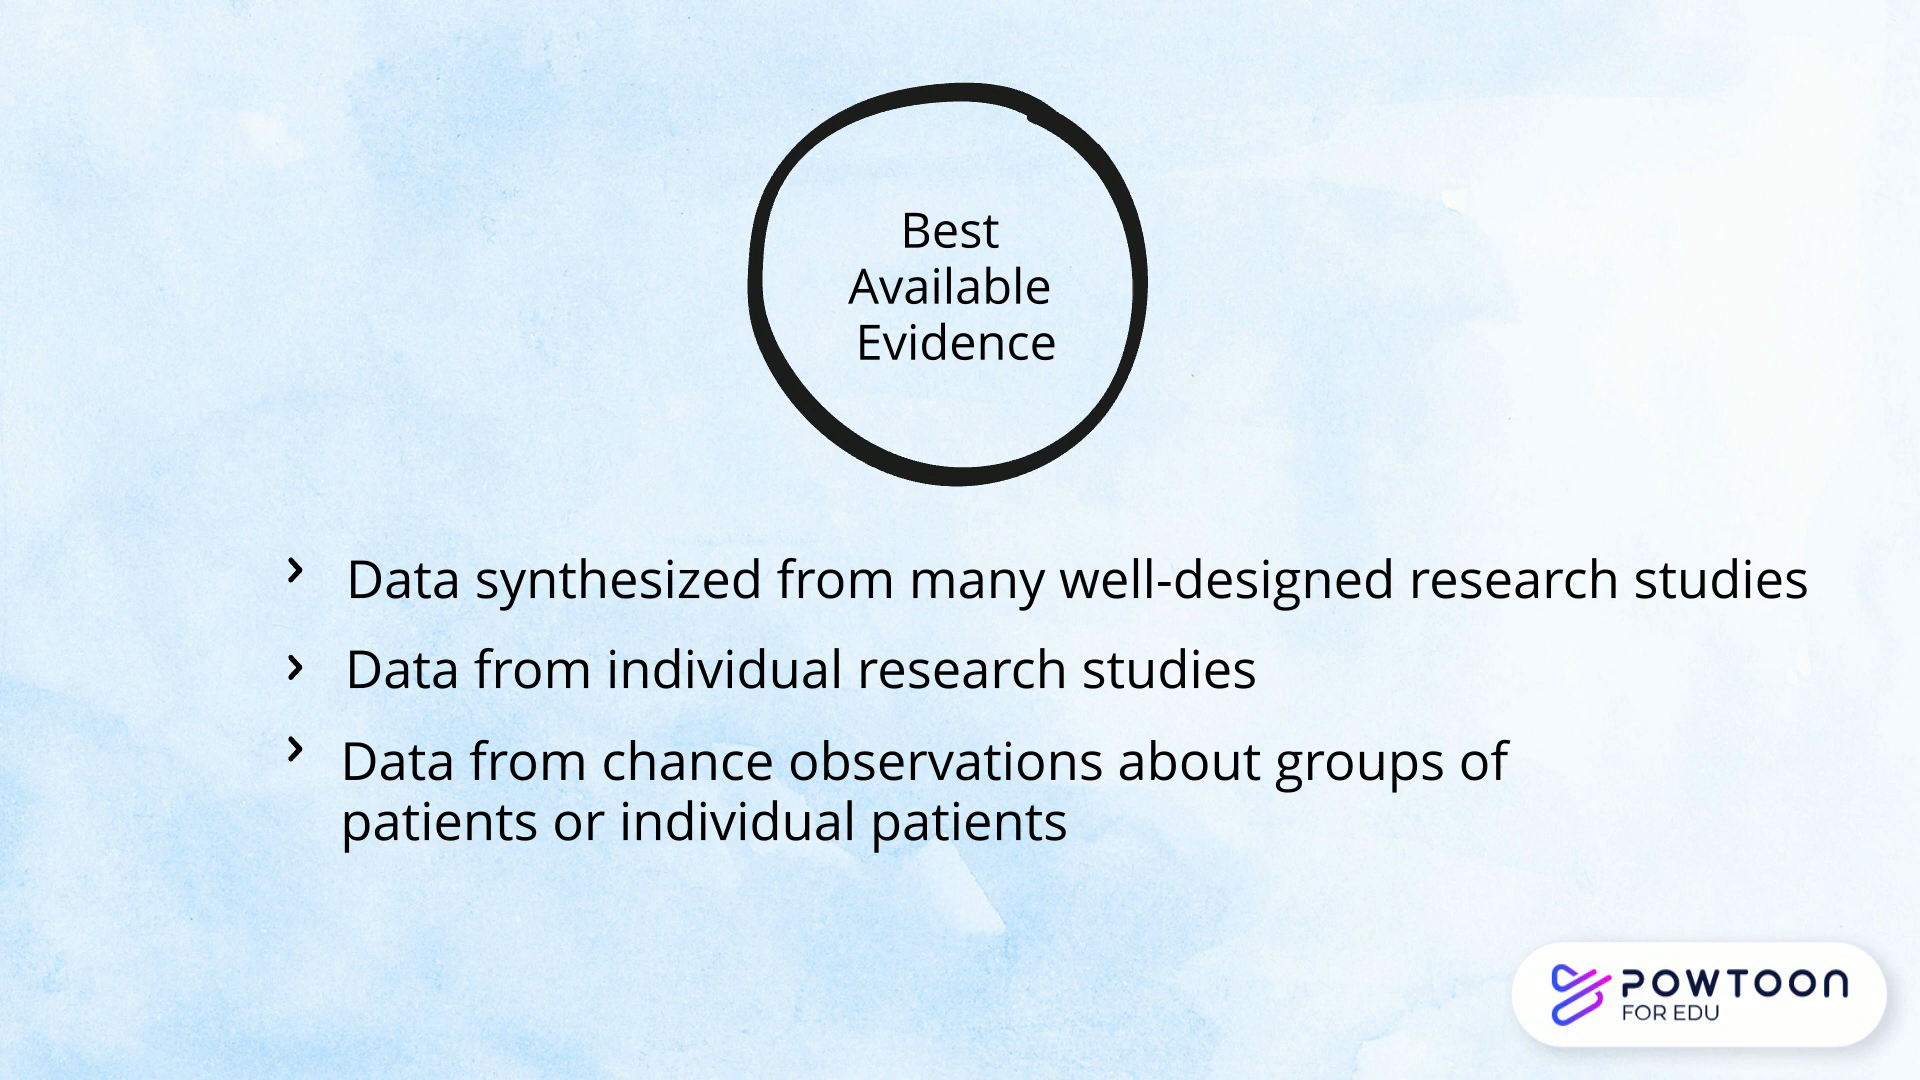 Best
Available
Evidence
Data synthesized from many well-designed research studies
Data from individual research studies
Data from chance observations about groups of
patients or individual patients
POWTOON
FOR EDU